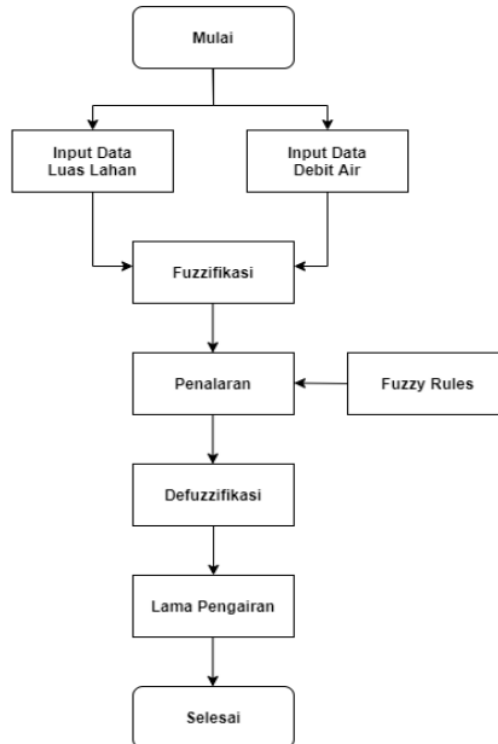 Mulai
Input Data
Luas Lahan
Input Data
Debit Air
Fuzzifikasi
Penalaran
Fuzzy Rules
Defuzzifikasi
Lama Pengairan
Selesai